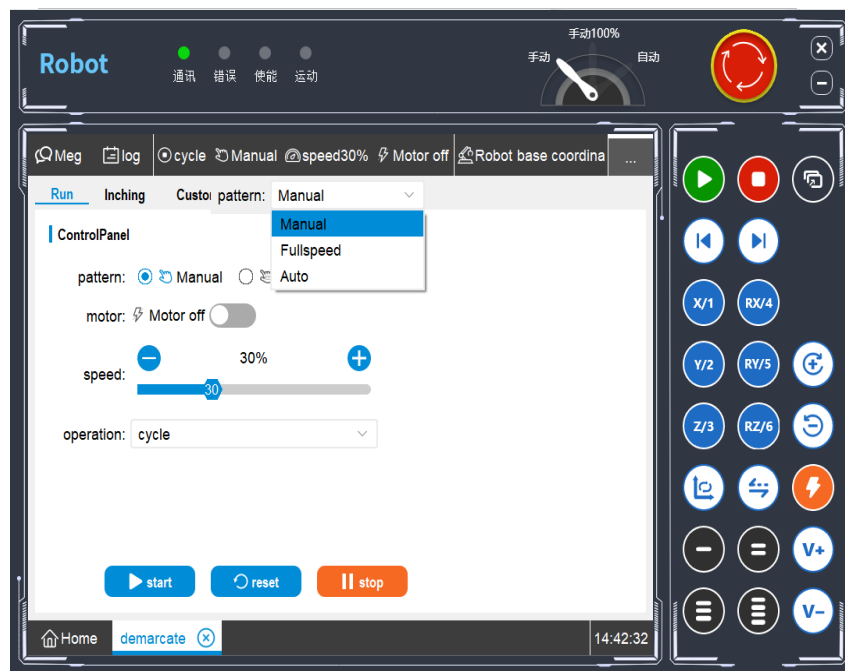 手动100%
Robot
手动
自动
通讯 错误 使能 运动
Meg log cycle Manual speed30% Motor off Robot base coordina ...
Run Inching pattern: Manual
Manual
ControlPanel
Fullspeed
pattern: Manual
Auto
motor: Motor off
30%
speed:
30
operation: cycle
start reset stop
Home demarcate 14:42:32
X/1 RX/4
Y/2 RY/5
Z/3 RZ/6
V+
V−